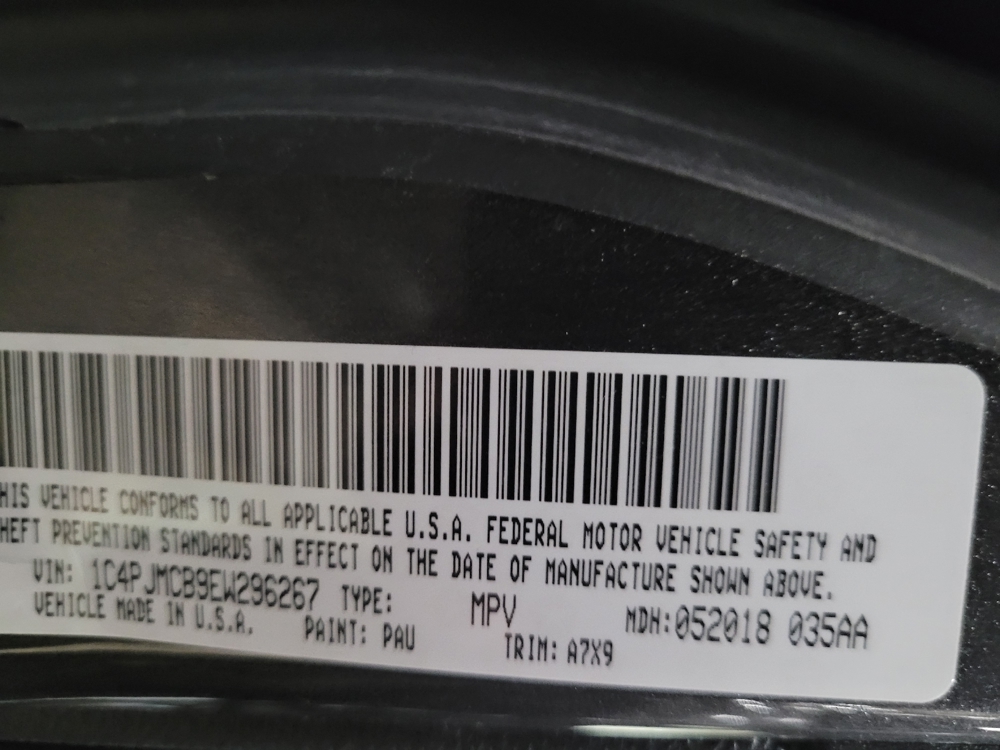 HIS VEHICLE CONFORMS TO ALL APPLICABLE U.S.A. FEDERAL MOTOR VEHICLE SAFETY AND
HEFT PREVENTION STANDARDS IN EFFECT ON THE DATE OF MANUFACTURE SHOWN ABOVE.
VIN: 1C4PJMCB9EW296267 TYPE: MPV MDH:052018 035AA
VEHICLE MADE IN U.S.A. PAINT: PAU TRIM: A7X9